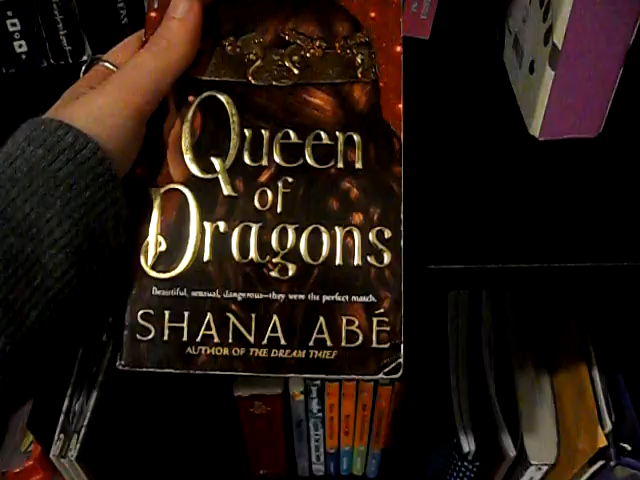 Queen
of
Dragons
Beautiful, sensual, dangerous—they were the perfect match.
SHANA ABÉ
AUTHOR OF THE DREAM THIEF